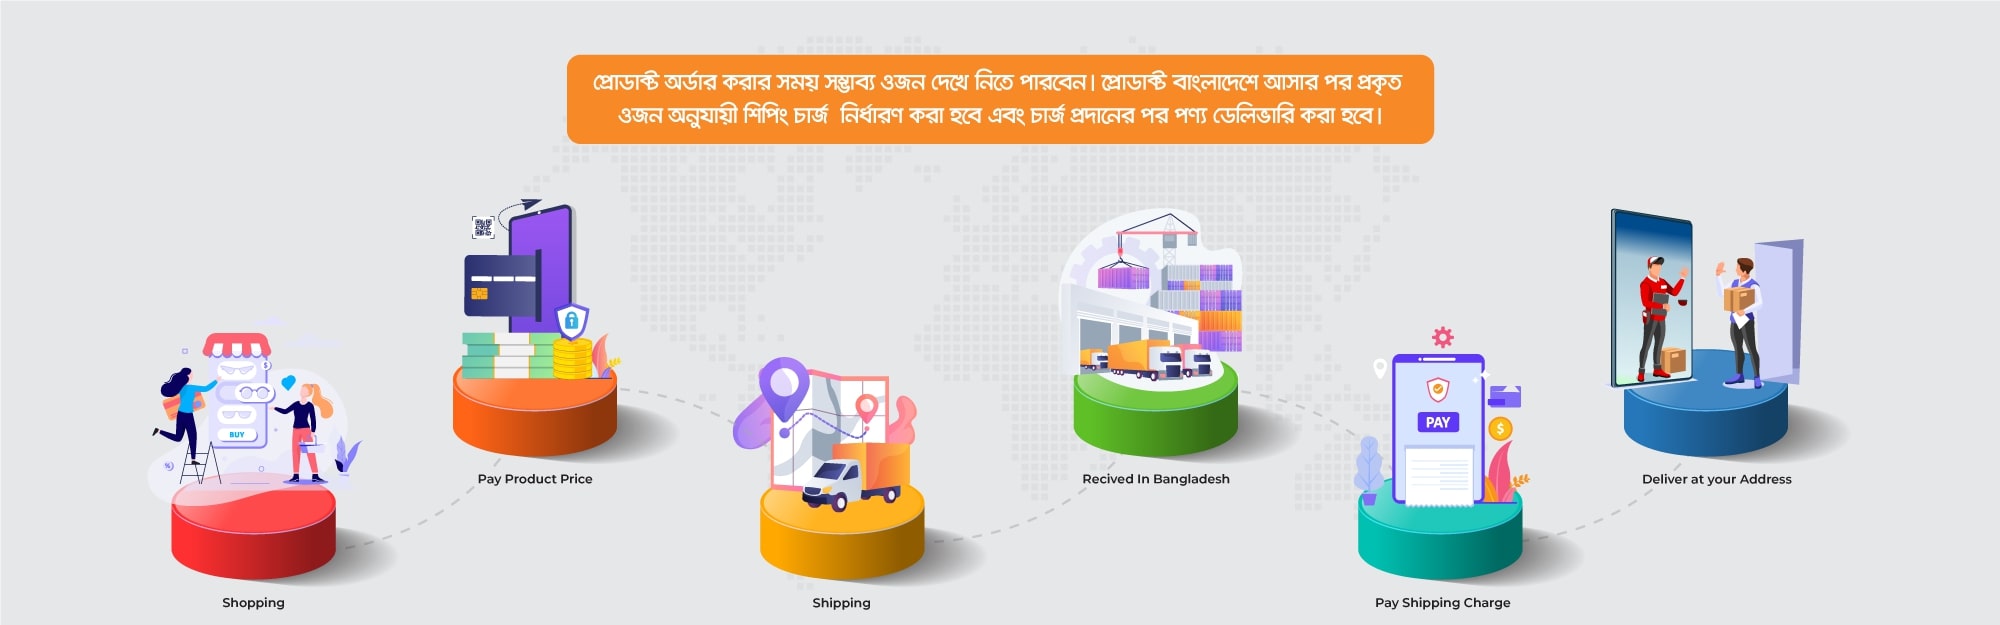 প্রোডাক্ট অর্ডার করার সময় সম্ভাব্য ওজন দেখে নিতে পারবেন। প্রোডাক্ট বাংলাদেশে আসার পর প্রকৃত
ওজন অনুযায়ী শিপিং চার্জ নির্ধারণ করা হবে এবং চার্জ প্রদানের পর পণ্য ডেলিভারি করা হবে।
BUY
Shopping
Pay Product Price
Shipping
Recived In Bangladesh
PAY
Pay Shipping Charge
Deliver at your Address